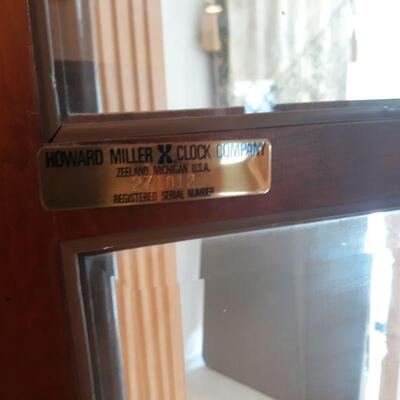 HOWARD MILLER CLOCK COMPANY
ZEELAND, MICHIGAN U.S.A.
REGISTERED SERIAL NUMBER